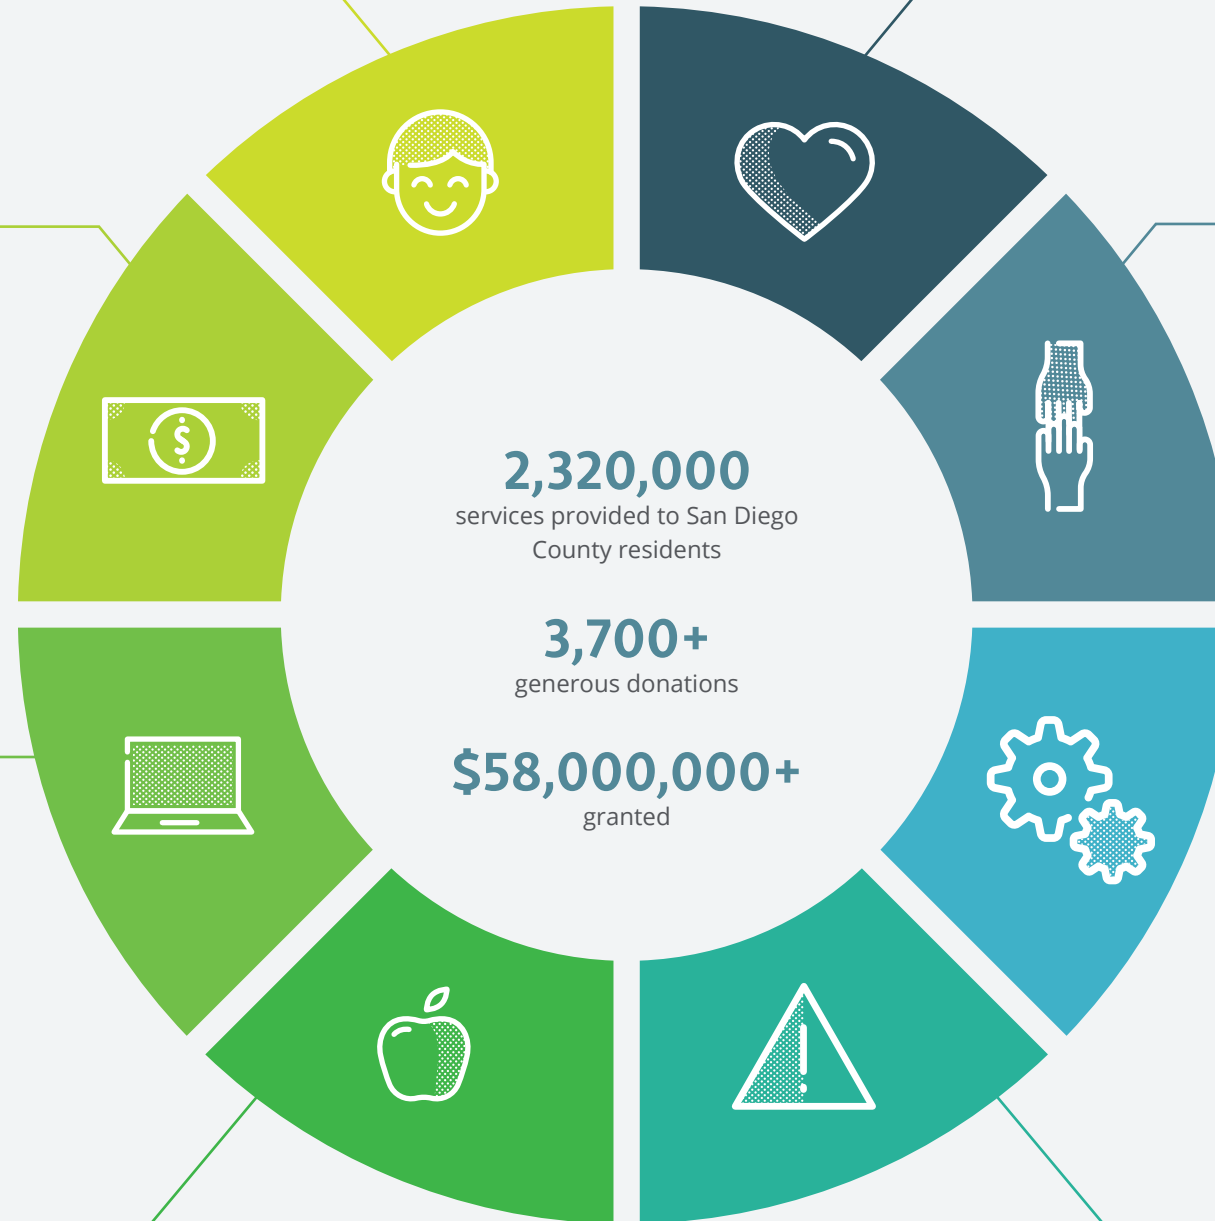 $
2,320,000
services provided to San Diego
County residents
3,700+
generous donations
$58,000,000+
granted